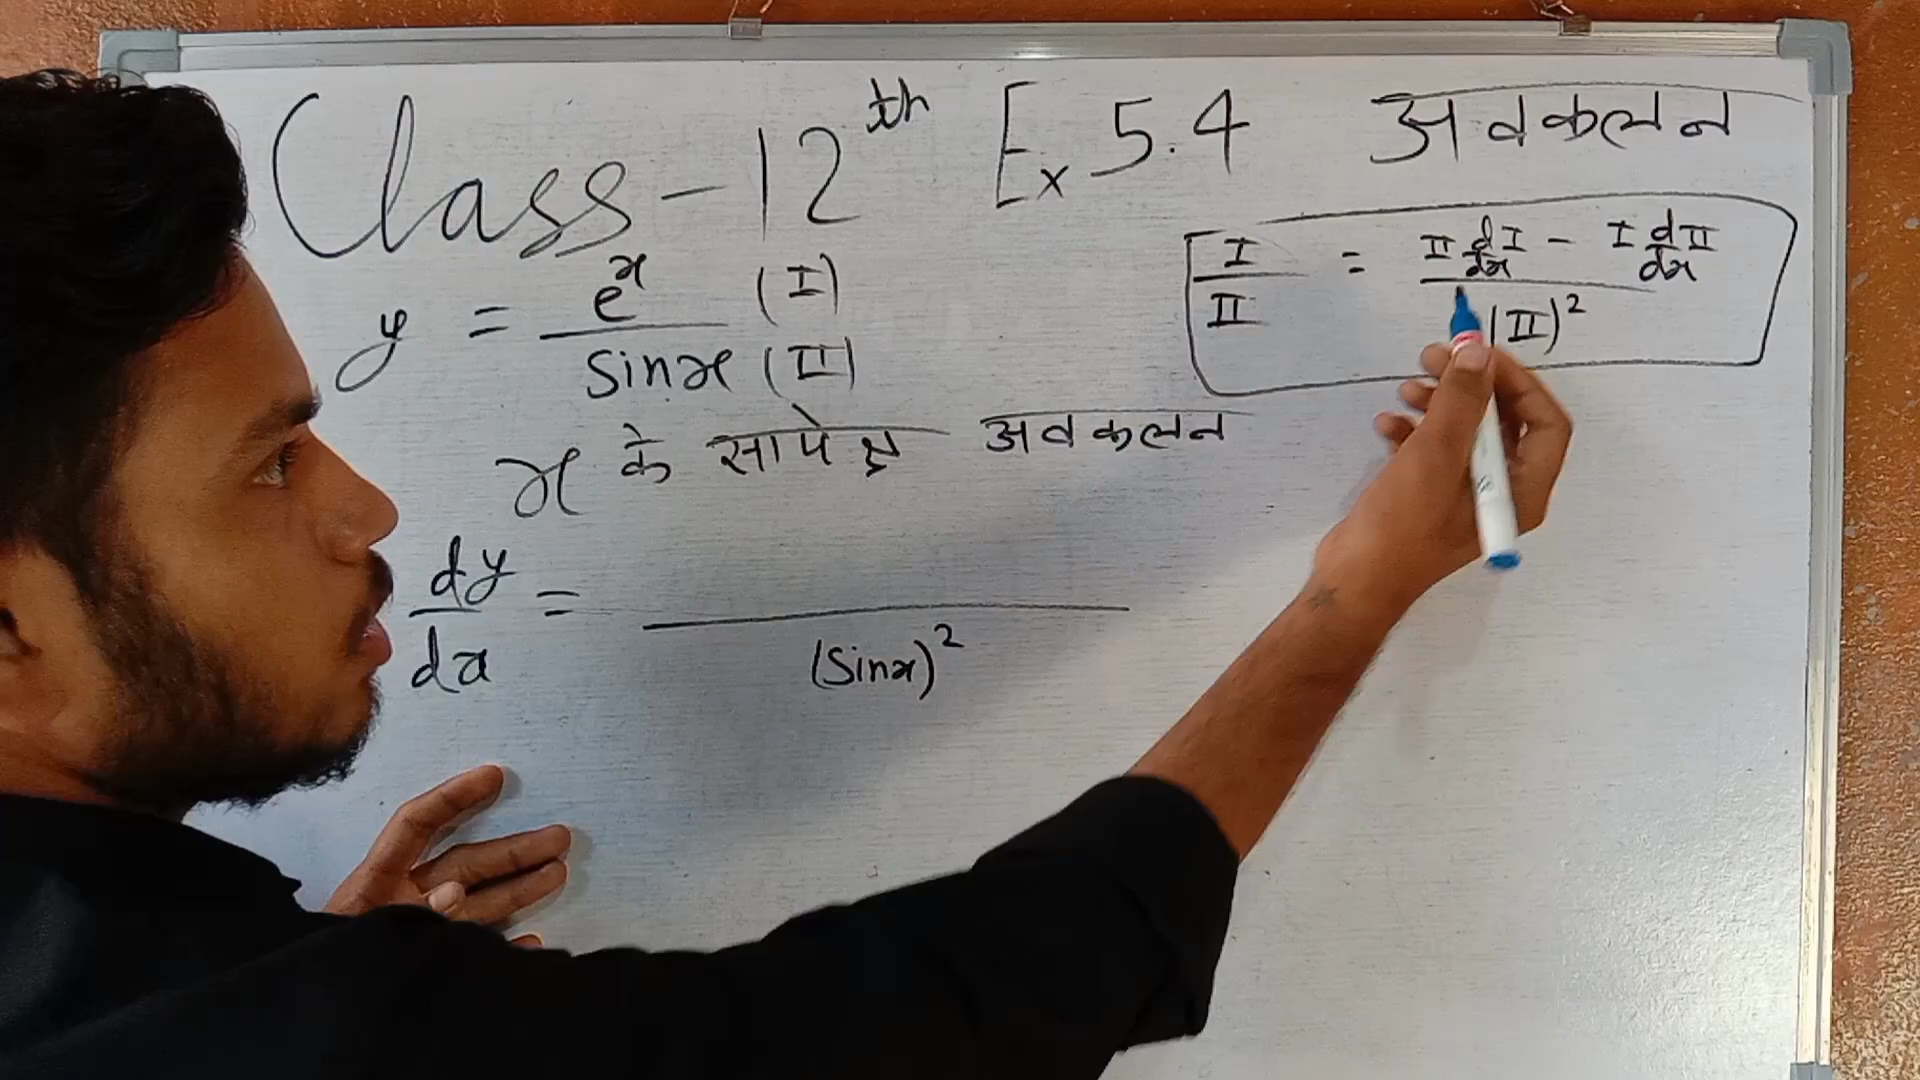 Class-12th Ex 5.4 अवकलन
y = e^x (I) / sinx (II)
I / II = II d/dx I - I d/dx II / (II)²
x के सापेक्ष अवकलन
dy/dx = / (Sinx)²